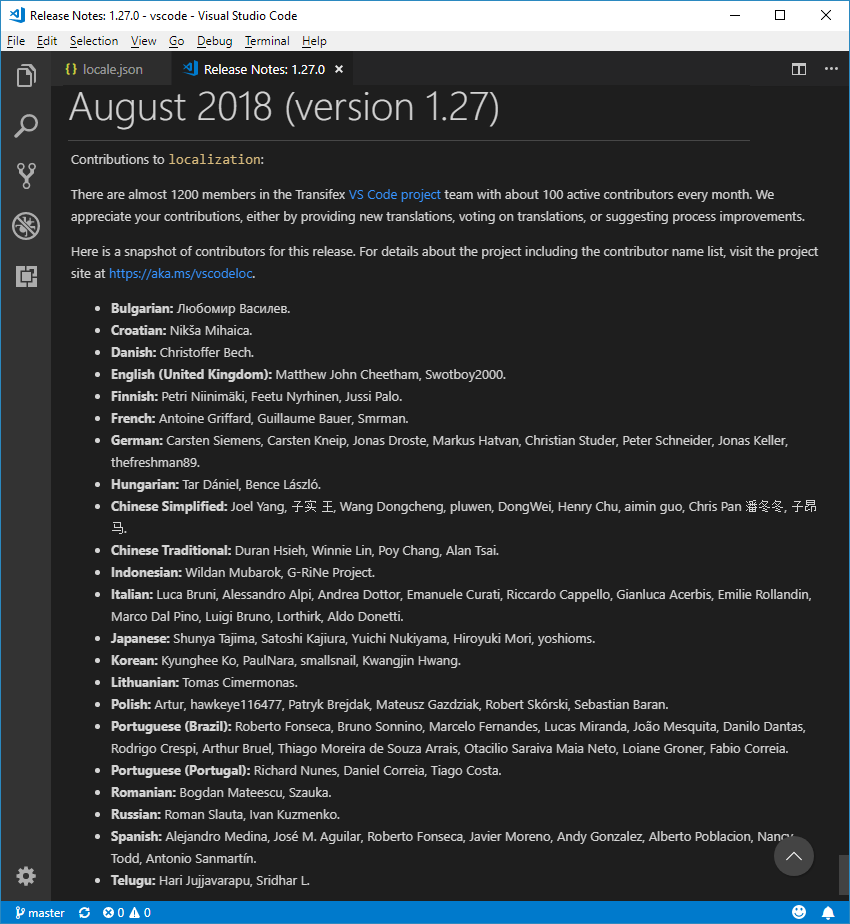 Release Notes: 1.27.0 - vscode - Visual Studio Code
File Edit Selection View Go Debug Terminal Help
{} locale.json Release Notes: 1.27.0
August 2018 (version 1.27)
Contributions to localization:
There are almost 1200 members in the Transifex VS Code project team with about 100 active contributors every month. We
appreciate your contributions, either by providing new translations, voting on translations, or suggesting process improvements.
Here is a snapshot of contributors for this release. For details about the project including the contributor name list, visit the project
site at https://aka.ms/vscodeloc.
• Bulgarian: Любомир Василев.
• Croatian: Nikša Mihaica.
• Danish: Christoffer Bech.
• English (United Kingdom): Matthew John Cheetham, Swotboy2000.
• Finnish: Petri Niinimäki, Feetu Nyrhinen, Jussi Palo.
• French: Antoine Griffard, Guillaume Bauer, Smrman.
• German: Carsten Siemens, Carsten Kneip, Jonas Droste, Markus Hatvan, Christian Studer, Peter Schneider, Jonas Keller,
thefreshman89.
• Hungarian: Tar Dániel, Bence László.
• Chinese Simplified: Joel Yang, 子实 王, Wang Dongcheng, pluwen, DongWei, Henry Chu, aimin guo, Chris Pan 潘冬冬, 子昂
马.
• Chinese Traditional: Duran Hsieh, Winnie Lin, Poy Chang, Alan Tsai.
• Indonesian: Wildan Mubarok, G-RiNe Project.
• Italian: Luca Bruni, Alessandro Alpi, Andrea Dottor, Emanuele Curati, Riccardo Cappello, Gianluca Acerbis, Emilie Rollandin,
Marco Dal Pino, Luigi Bruno, Lorthirk, Aldo Donetti.
• Japanese: Shunya Tajima, Satoshi Kajiura, Yuichi Nukiyama, Hiroyuki Mori, yoshioms.
• Korean: Kyunghee Ko, PaulNara, smallsnail, Kwangjin Hwang.
• Lithuanian: Tomas Cimermonas.
• Polish: Artur, hawkeye116477, Patryk Brejdak, Mateusz Gazdziak, Robert Skórski, Sebastian Baran.
• Portuguese (Brazil): Roberto Fonseca, Bruno Sonnino, Marcelo Fernandes, Lucas Miranda, João Mesquita, Danilo Dantas,
Rodrigo Crespi, Arthur Bruel, Thiago Moreira de Souza Arrais, Otacilio Saraiva Maia Neto, Loiane Groner, Fabio Correia.
• Portuguese (Portugal): Richard Nunes, Daniel Correia, Tiago Costa.
• Romanian: Bogdan Mateescu, Szauka.
• Russian: Roman Slauta, Ivan Kuzmenko.
• Spanish: Alejandro Medina, José M. Aguilar, Roberto Fonseca, Javier Moreno, Andy Gonzalez, Alberto Poblacion, Nancy
Todd, Antonio Sanmartín.
• Telugu: Hari Jujjavarapu, Sridhar L.
master 0 0